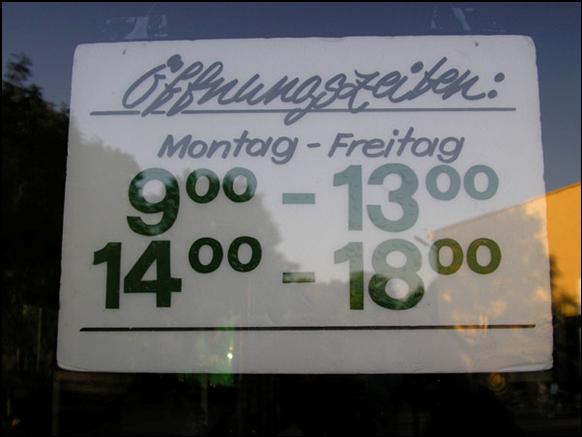 Öffnungszeiten:
Montag - Freitag
9⁰⁰ - 13⁰⁰
14⁰⁰ - 18⁰⁰